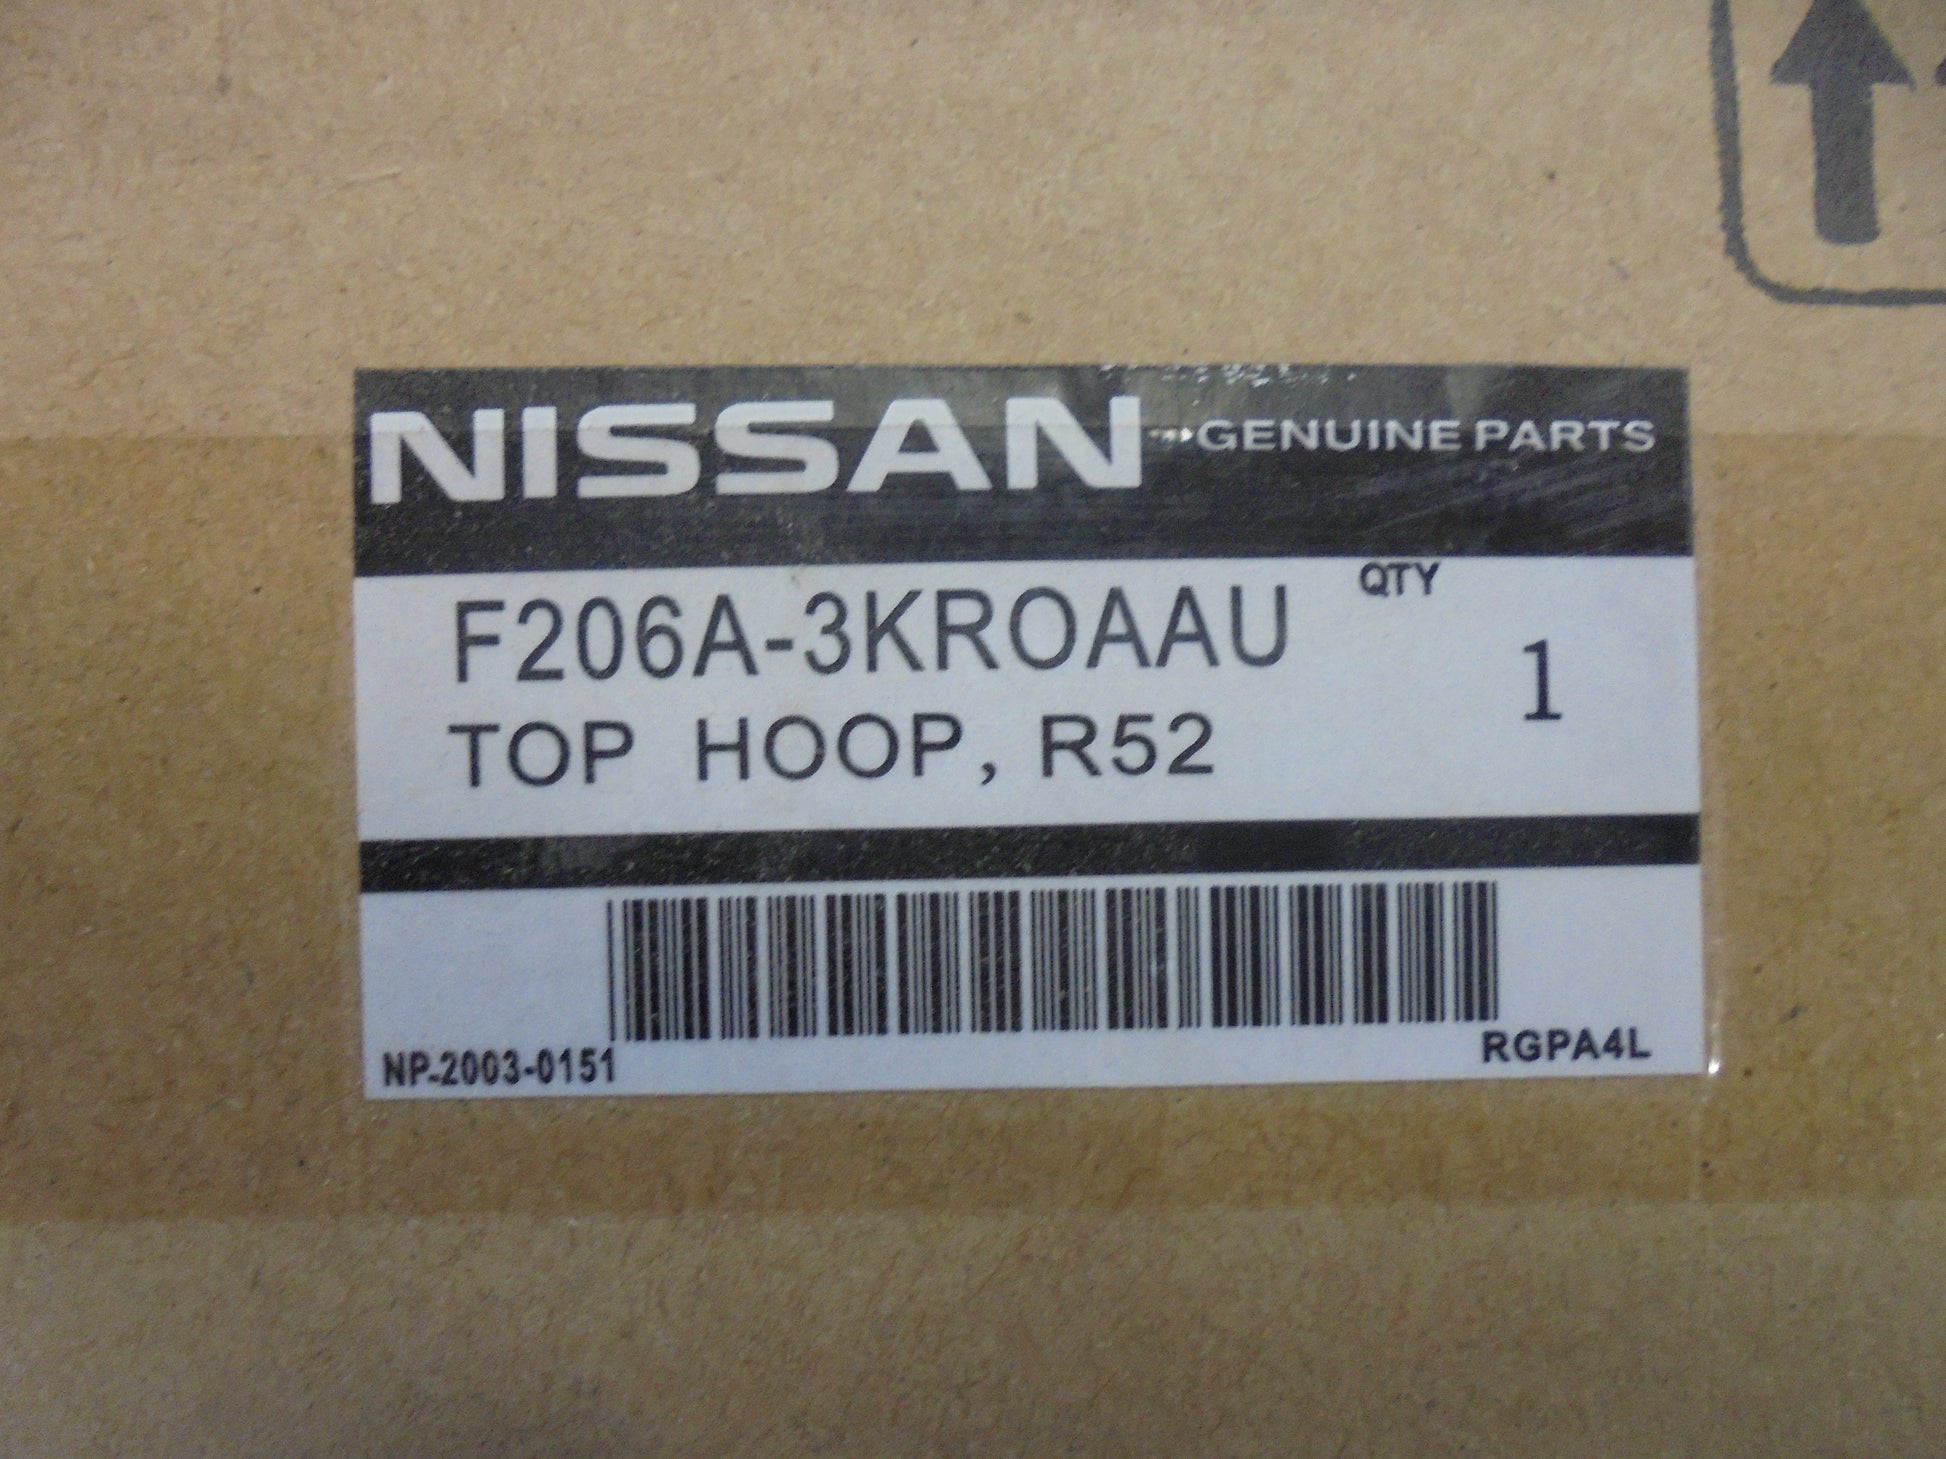 NISSAN GENUINE PARTS
F206A-3KROAAU QTY 1
TOP HOOP, R52
NP-2003-0151 RGPA4L